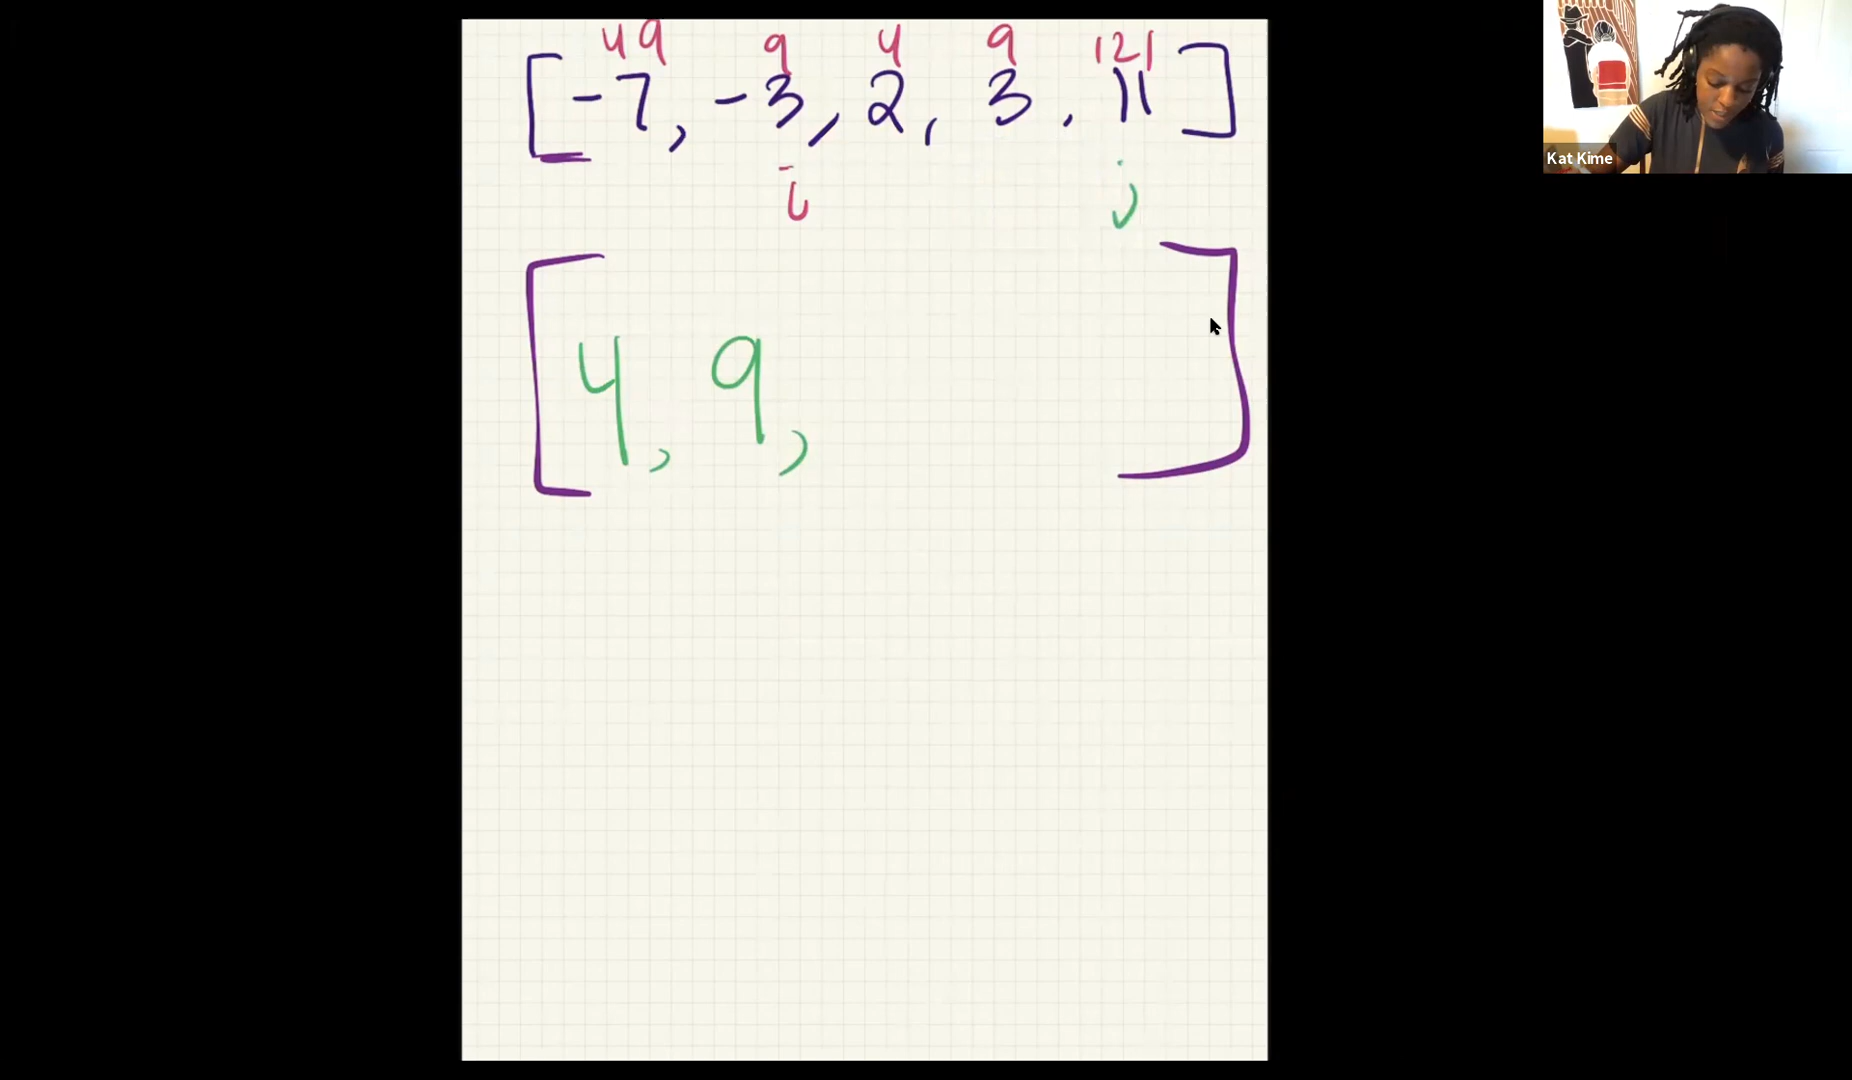 49 9 4 9 121
[-7, -3, 2, 3, 11]
i j
[4, 9, ]
Kat Kime